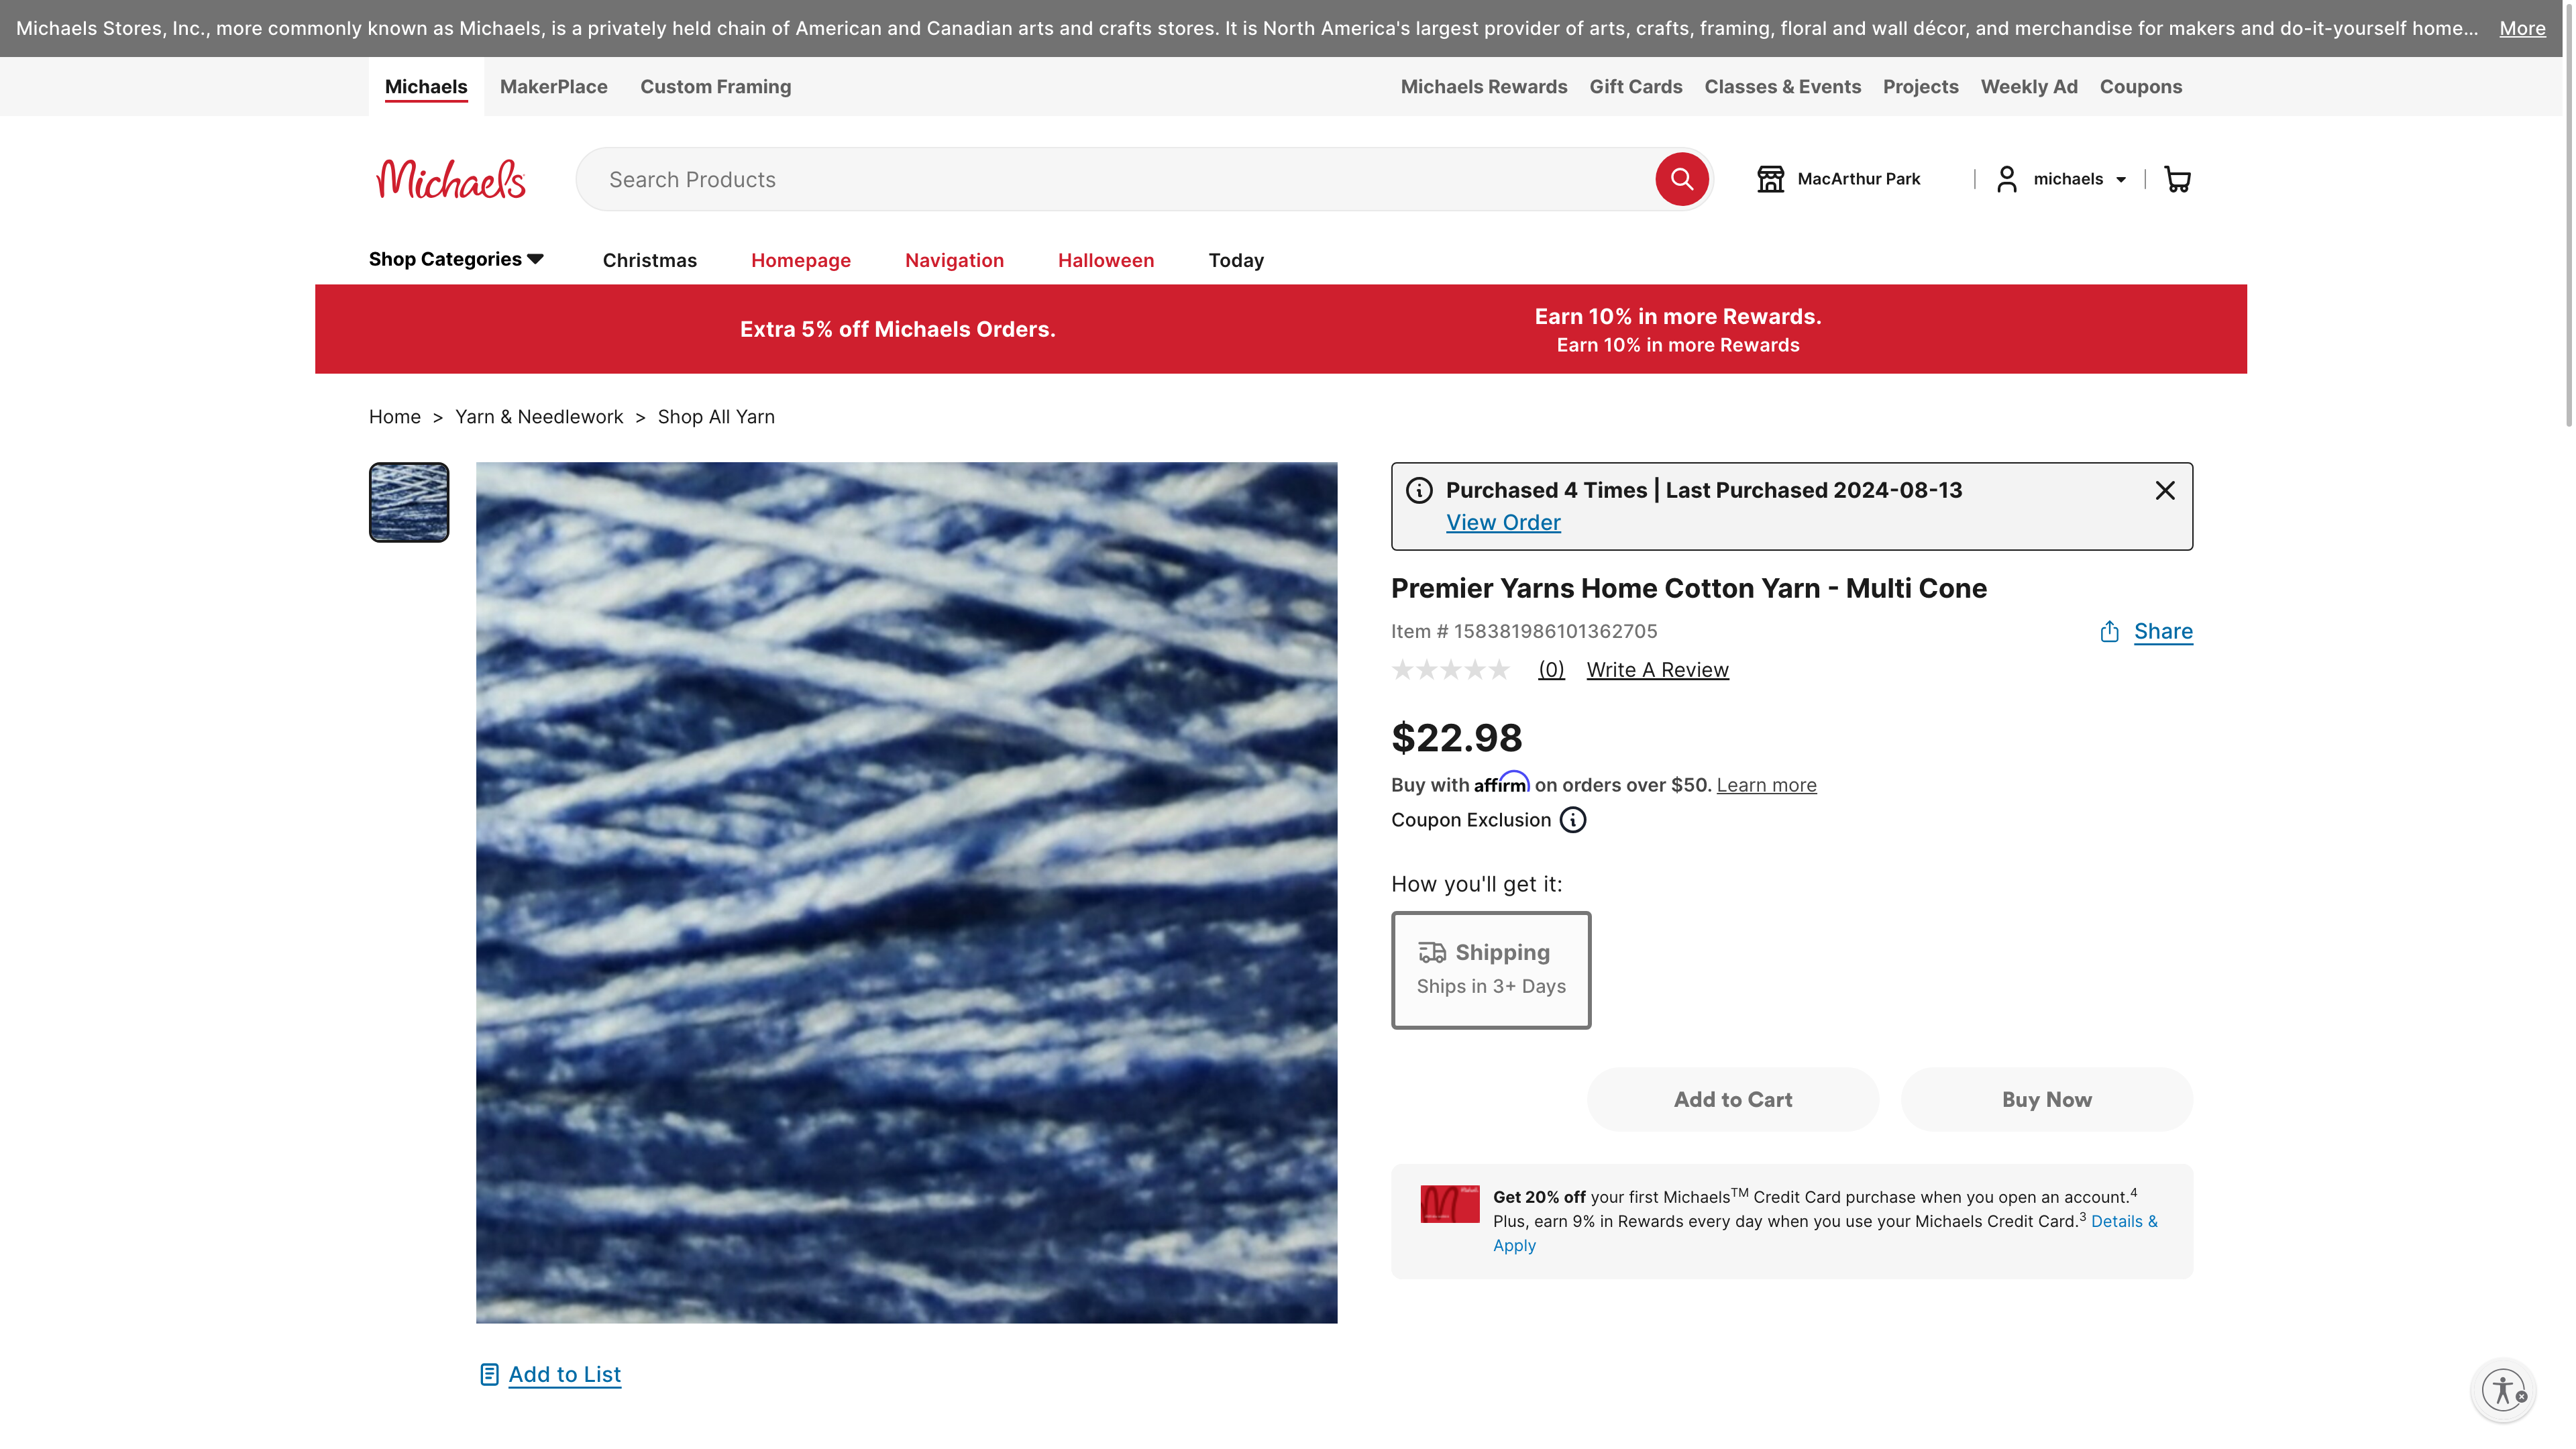 Michaels Stores, Inc., more commonly known as Michaels, is a privately held chain of American and Canadian arts and crafts stores. It is North America's largest provider of arts, crafts, framing, floral and wall décor, and merchandise for makers and do-it-yourself home... More
Michaels MakerPlace Custom Framing Michaels Rewards Gift Cards Classes & Events Projects Weekly Ad Coupons
Michaels Search Products MacArthur Park michaels
Shop Categories Christmas Homepage Navigation Halloween Today
Extra 5% off Michaels Orders.
Earn 10% in more Rewards.
Earn 10% in more Rewards
Home > Yarn & Needlework > Shop All Yarn
Purchased 4 Times | Last Purchased 2024-08-13
View Order
Premier Yarns Home Cotton Yarn - Multi Cone
Item # 158381986101362705 Share
(0) Write A Review
$22.98
Buy with affirm on orders over $50. Learn more
Coupon Exclusion
How you'll get it:
Shipping
Ships in 3+ Days
Add to Cart Buy Now
Get 20% off your first Michaels™ Credit Card purchase when you open an account.⁴
Plus, earn 9% in Rewards every day when you use your Michaels Credit Card.³ Details &
Apply
Add to List